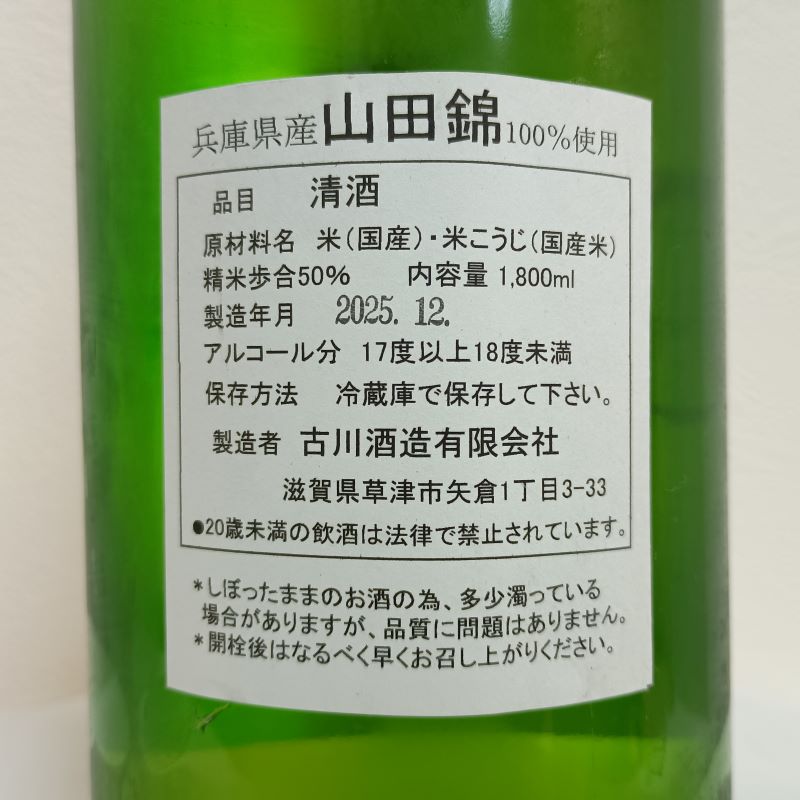 兵庫県産山田錦100%使用
品目 清酒
原材料名 米(国産)・米こうじ(国産米)
精米歩合50% 内容量 1,800ml
製造年月 2025. 12.
アルコール分 17度以上18度未満
保存方法 冷蔵庫で保存して下さい。
製造者 古川酒造有限会社
滋賀県草津市矢倉1丁目3-33
●20歳未満の飲酒は法律で禁止されています。
*しぼったままのお酒の為、多少濁っている
場合がありますが、品質に問題はありません。
*開栓後はなるべく早くお召し上がりください。